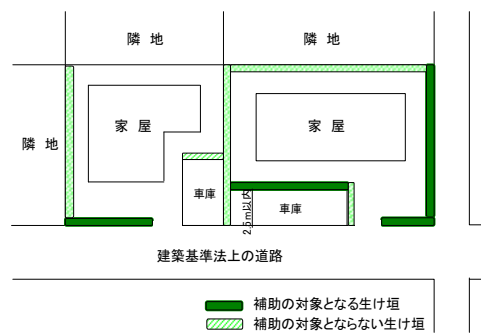 隣 地
隣 地
隣 地
家 屋
家 屋
車庫
車庫
2.5m以内
建築基準法上の道路
補助の対象となる生け垣
補助の対象とならない生け垣